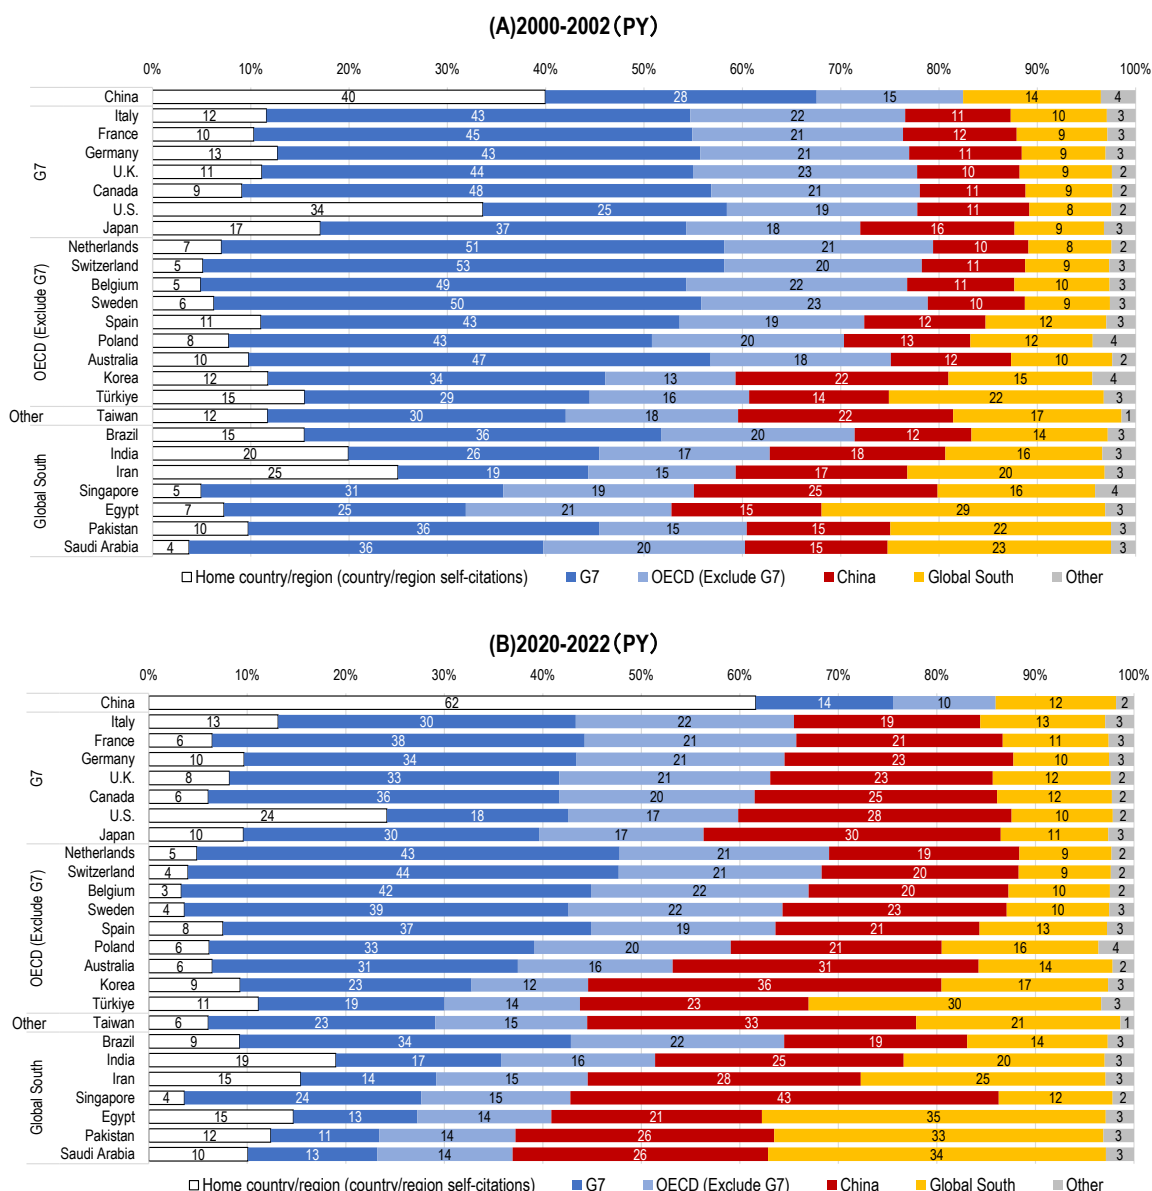 (A)2000-2002（PY）
0% 10% 20% 30% 40% 50% 60% 70% 80% 90% 100%
China 40 28 15 14 4
G7
Italy 12 43 22 11 10 3
France 10 45 21 12 9 3
Germany 13 43 21 11 9 3
U.K. 11 44 23 10 9 2
Canada 9 48 21 11 9 2
U.S. 34 25 19 11 8 2
Japan 17 37 18 16 9 3
OECD (Exclude G7)
Netherlands 7 51 21 10 8 2
Switzerland 5 53 20 11 9 3
Belgium 5 49 22 11 10 3
Sweden 6 50 23 10 9 3
Spain 11 43 19 12 12 3
Poland 8 43 20 13 12 4
Australia 10 47 18 12 10 2
Korea 12 34 13 22 15 4
Türkiye 15 29 16 14 22 3
Other Taiwan 12 30 18 22 17 1
Global South
Brazil 15 36 20 12 14 3
India 20 26 17 18 16 3
Iran 25 19 15 17 20 3
Singapore 5 31 19 25 16 4
Egypt 7 25 21 15 29 3
Pakistan 10 36 15 15 22 3
Saudi Arabia 4 36 20 15 23 3
Home country/region (country/region self-citations) G7 OECD (Exclude G7) China Global South Other
(B)2020-2022（PY）
0% 10% 20% 30% 40% 50% 60% 70% 80% 90% 100%
China 62 14 10 12 2
G7
Italy 13 30 22 19 13 3
France 6 38 21 21 11 3
Germany 10 34 21 23 10 3
U.K. 8 33 21 23 12 2
Canada 6 36 20 25 12 2
U.S. 24 18 17 28 10 2
Japan 10 30 17 30 11 3
OECD (Exclude G7)
Netherlands 5 43 21 19 9 2
Switzerland 4 44 21 20 9 2
Belgium 3 42 22 20 10 2
Sweden 4 39 22 23 10 3
Spain 8 37 19 21 13 3
Poland 6 33 20 21 16 4
Australia 6 31 16 31 14 2
Korea 9 23 12 36 17 3
Türkiye 11 19 14 23 30 3
Other Taiwan 6 23 15 33 21 1
Global South
Brazil 9 34 22 19 14 3
India 19 17 16 25 20 3
Iran 15 14 15 28 25 3
Singapore 4 24 15 43 12 2
Egypt 15 13 14 21 35 3
Pakistan 12 11 14 26 33 3
Saudi Arabia 10 13 14 26 34 3
Home country/region (country/region self-citations) G7 OECD (Exclude G7) China Global South Other